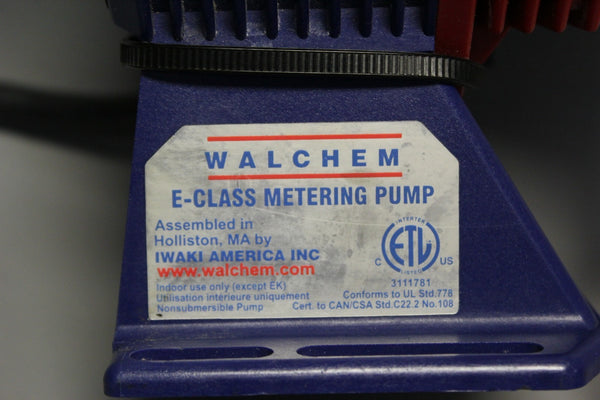 WALCHEM
E-CLASS METERING PUMP
Assembled in
Holliston, MA by
IWAKI AMERICA INC
www.walchem.com
Indoor use only (except EK)
Utilisation interieure uniquement
Nonsubmersible Pump
INTERTEK
ETL
LISTED
C US
3111781
Conforms to UL Std.778
Cert. to CAN/CSA Std.C22.2 No.108